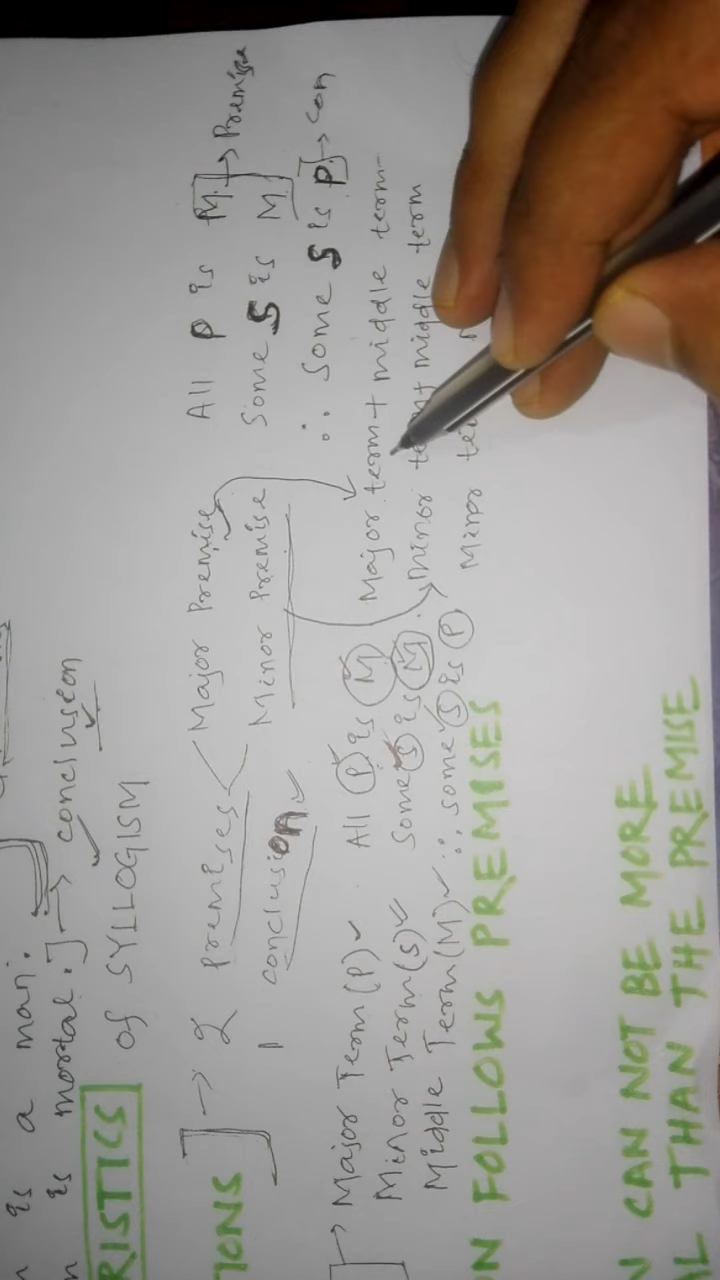 is a man.
is mortal.] → conclusion
RISTICS of SYLLOGISM
IONS ] → 2 Premises < Major Premise
Minor Premise
1 conclusion
All P is M → Premise
Some S is M
∴ Some S is P → Con
] → Major Term (P) All P is M Major term + middle term
Minor Term (S) Some S is M Minor term + middle term
Middle Term (M) ∴ some S is P Minor
N FOLLOWS PREMISES
N CAN NOT BE MORE
AL THAN THE PREMISE